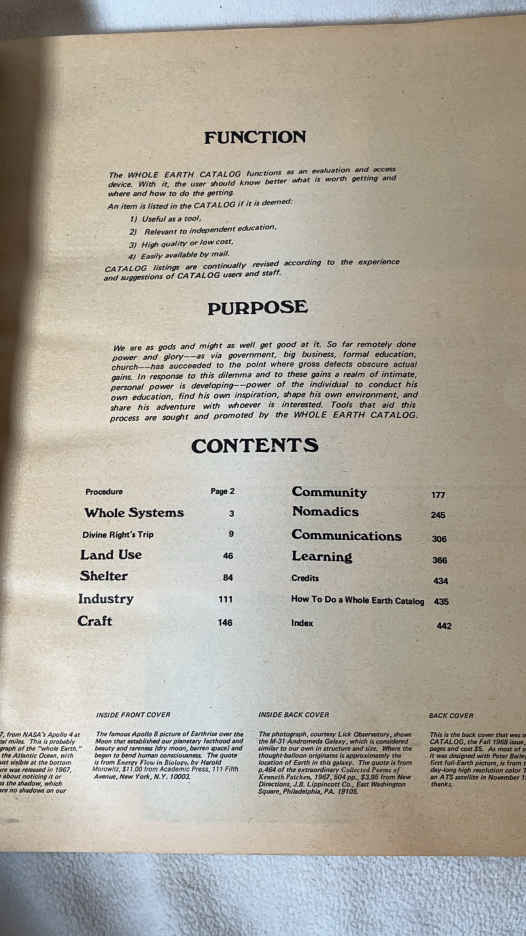 FUNCTION
The WHOLE EARTH CATALOG functions as an evaluation and access
device. With it, the user should know better what is worth getting and
where and how to do the getting.
An item is listed in the CATALOG if it is deemed:
1) Useful as a tool,
2) Relevant to independent education,
3) High quality or low cost,
4) Easily available by mail.
CATALOG listings are continually revised according to the experience
and suggestions of CATALOG users and staff.
PURPOSE
We are as gods and might as well get good at it. So far remotely done
power and glory——as via government, big business, formal education,
church——has succeeded to the point where gross defects obscure actual
gains. In response to this dilemma and to these gains a realm of intimate,
personal power is developing——power of the individual to conduct his
own education, find his own inspiration, shape his own environment, and
share his adventure with whoever is interested. Tools that aid this
process are sought and promoted by the WHOLE EARTH CATALOG.
CONTENTS
Procedure Page 2
Whole Systems 3
Divine Right's Trip 9
Land Use 46
Shelter 84
Industry 111
Craft 146
Community 177
Nomadics 245
Communications 306
Learning 366
Credits 434
How To Do a Whole Earth Catalog 435
Index 442
7, from NASA's Apollo 4 at
ar miles. This is probably
graph of the "whole Earth."
the Atlantic Ocean, with
ust visible at the bottom
ure was released in 1967,
about noticing it or
s the shadow, which
are no shadows on our
INSIDE FRONT COVER
The famous Apollo 8 picture of Earthrise over the
Moon that established our planetary facthood and
beauty and rareness (dry moon, barren space) and
began to bend human consciousness. The quote
is from Energy Flow in Biology, by Harold
Morowitz, $11.00 from Academic Press, 111 Fifth
Avenue, New York, N.Y. 10003.
INSIDE BACK COVER
The photograph, courtesy Lick Observatory, shows
the M-31 Andromeda Galaxy, which is considered
similar to our own in structure and size. Where the
thought-balloon originates is approximately the
location of Earth in this galaxy. The quote is from
p.464 of the extraordinary Collected Poems of
Kenneth Patchen, 1967, 504 pp., $3.95 from New
Directions, J.B. Lippincott Co., East Washington
Square, Philadelphia, PA. 19105.
BACK COVER
This is the back cover that was o
CATALOG, the Fall 1968 issue,
pages and cost $5. As most of o
it was designed with Peter Bailey
first full-Earth picture, is from t
day-long high resolution color T
an ATS satellite in November 1
thanks.